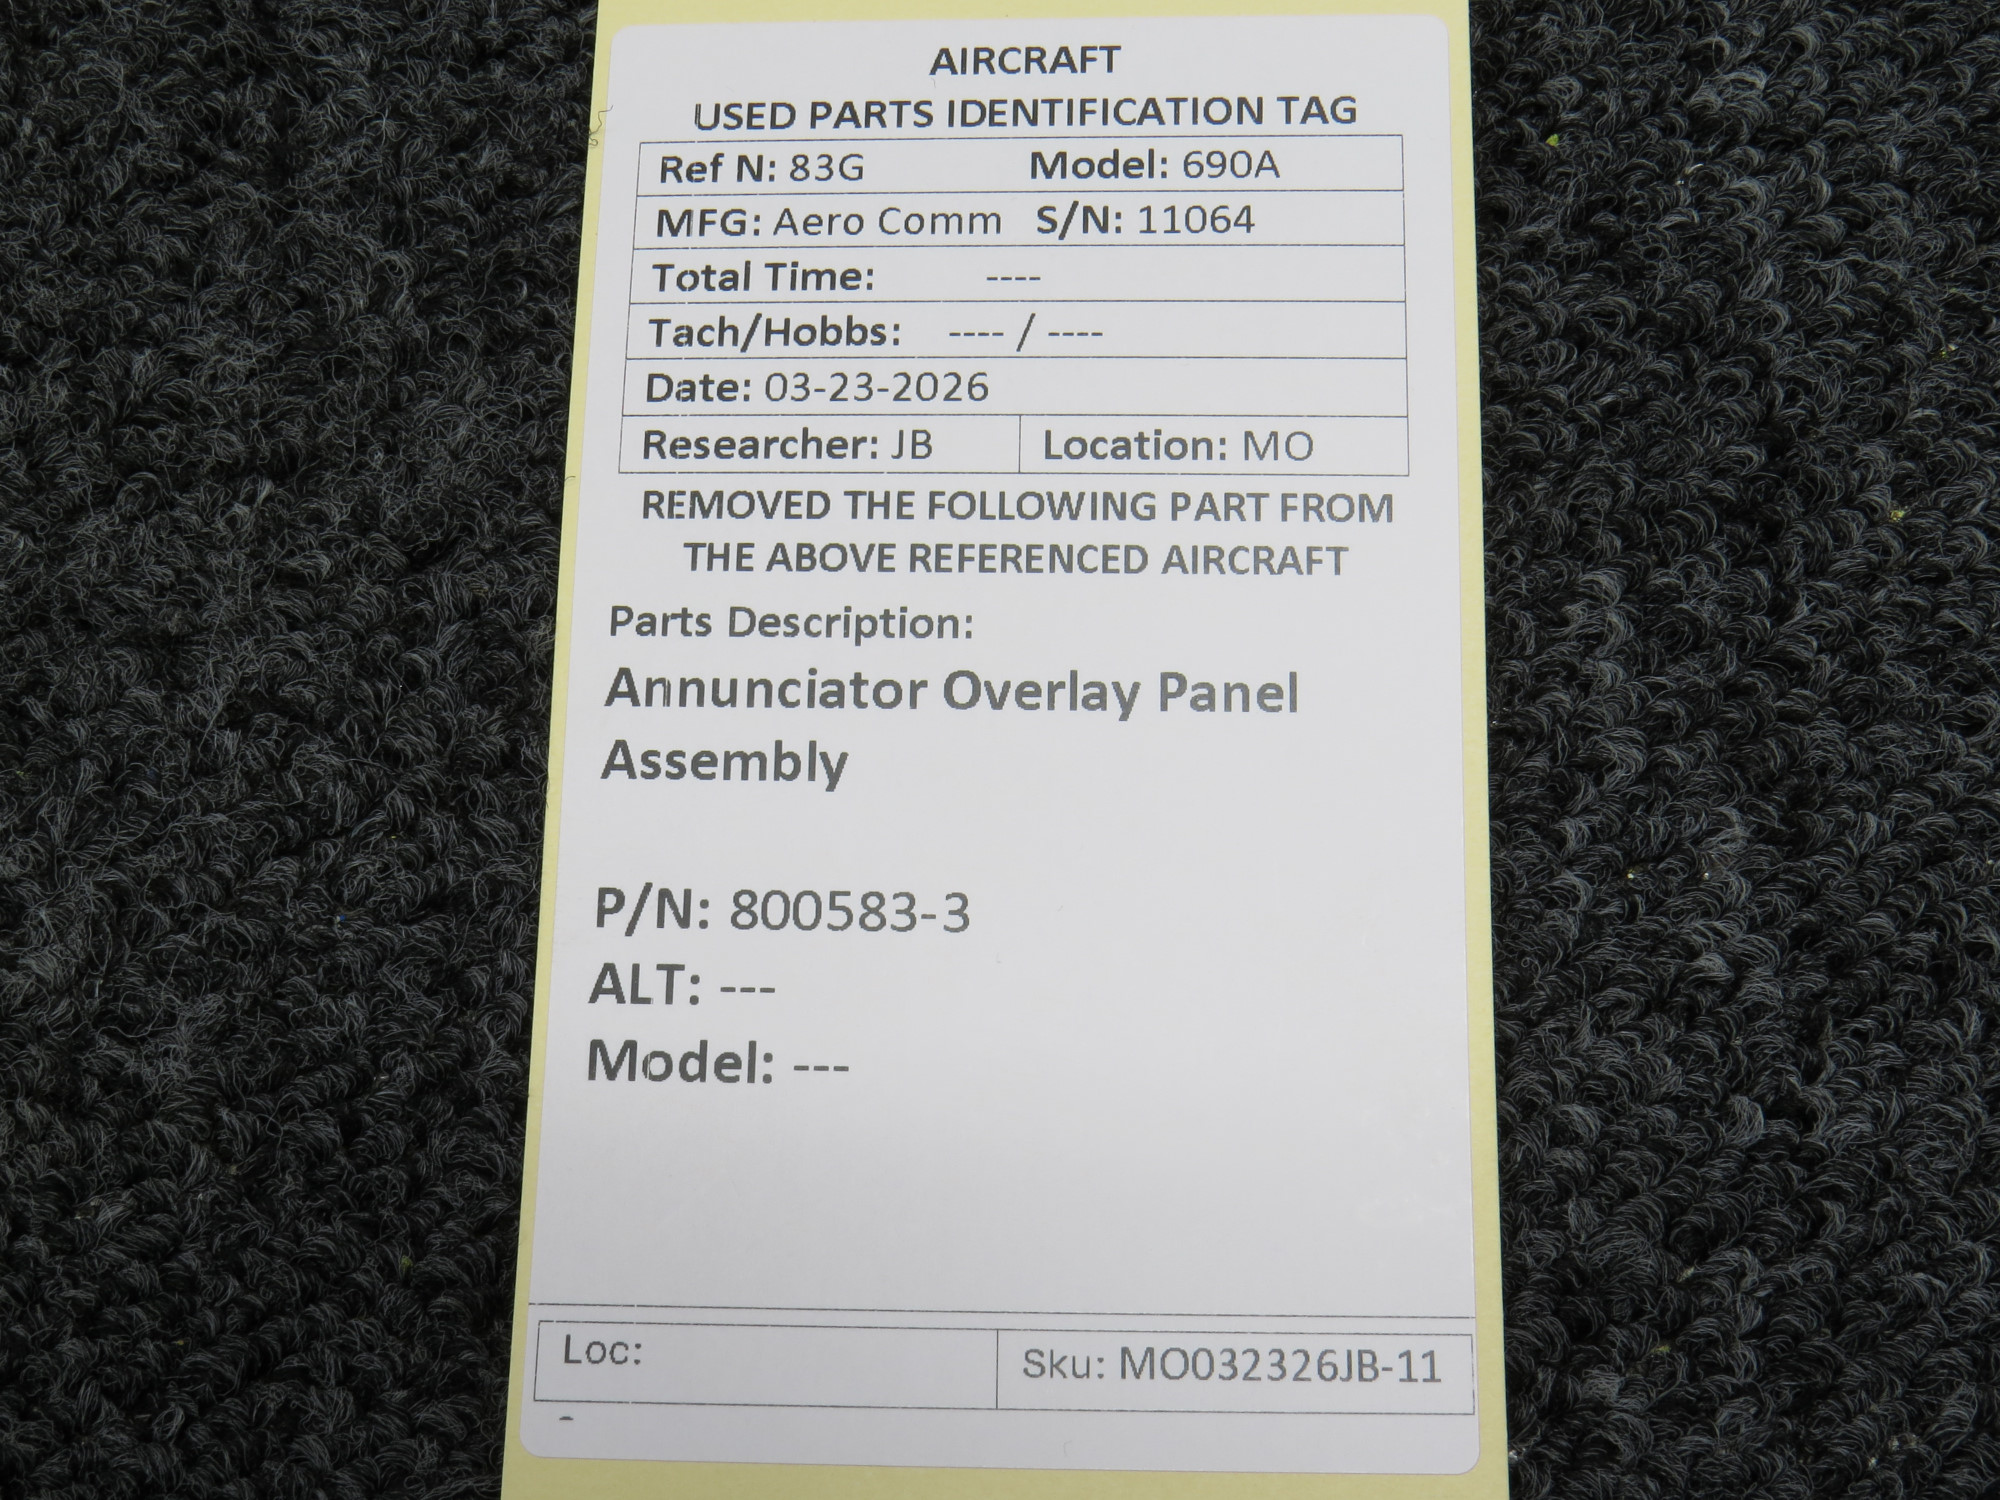 AIRCRAFT
USED PARTS IDENTIFICATION TAG
Ref N: 83G Model: 690A
MFG: Aero Comm S/N: 11064
Total Time: ----
Tach/Hobbs: ---- / ----
Date: 03-23-2026
Researcher: JB Location: MO
REMOVED THE FOLLOWING PART FROM
THE ABOVE REFERENCED AIRCRAFT
Parts Description:
Annunciator Overlay Panel
Assembly
P/N: 800583-3
ALT: ---
Model: ---
Loc: Sku: MO032326JB-11